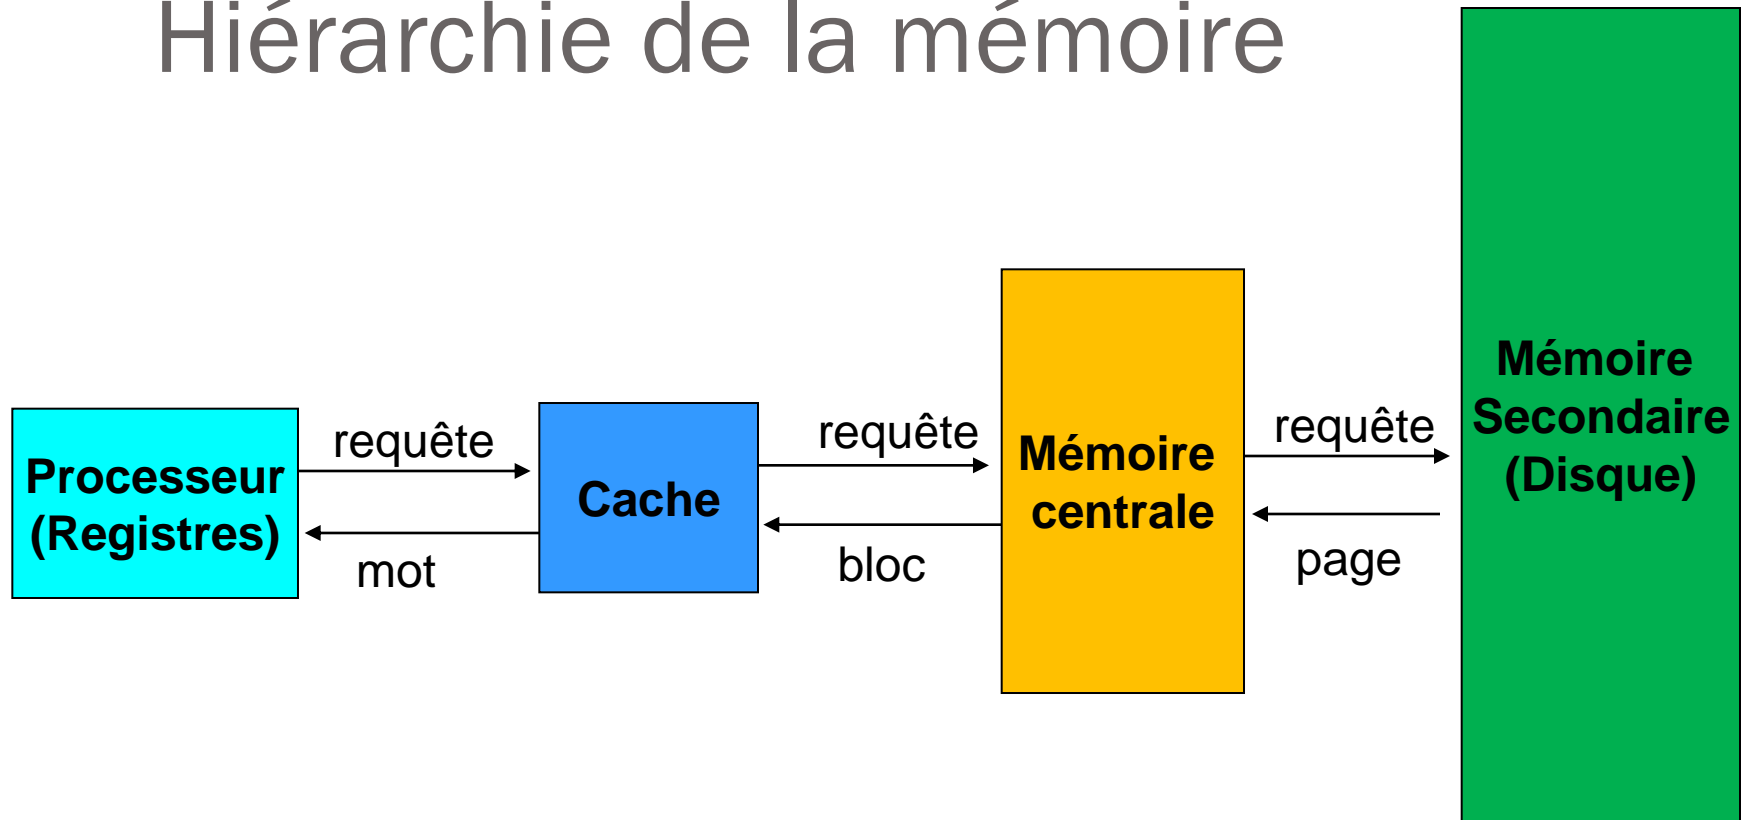 Hiérarchie de la mémoire
Processeur
(Registres)
requête
mot
Cache
requête
bloc
Mémoire
centrale
requête
page
Mémoire
Secondaire
(Disque)